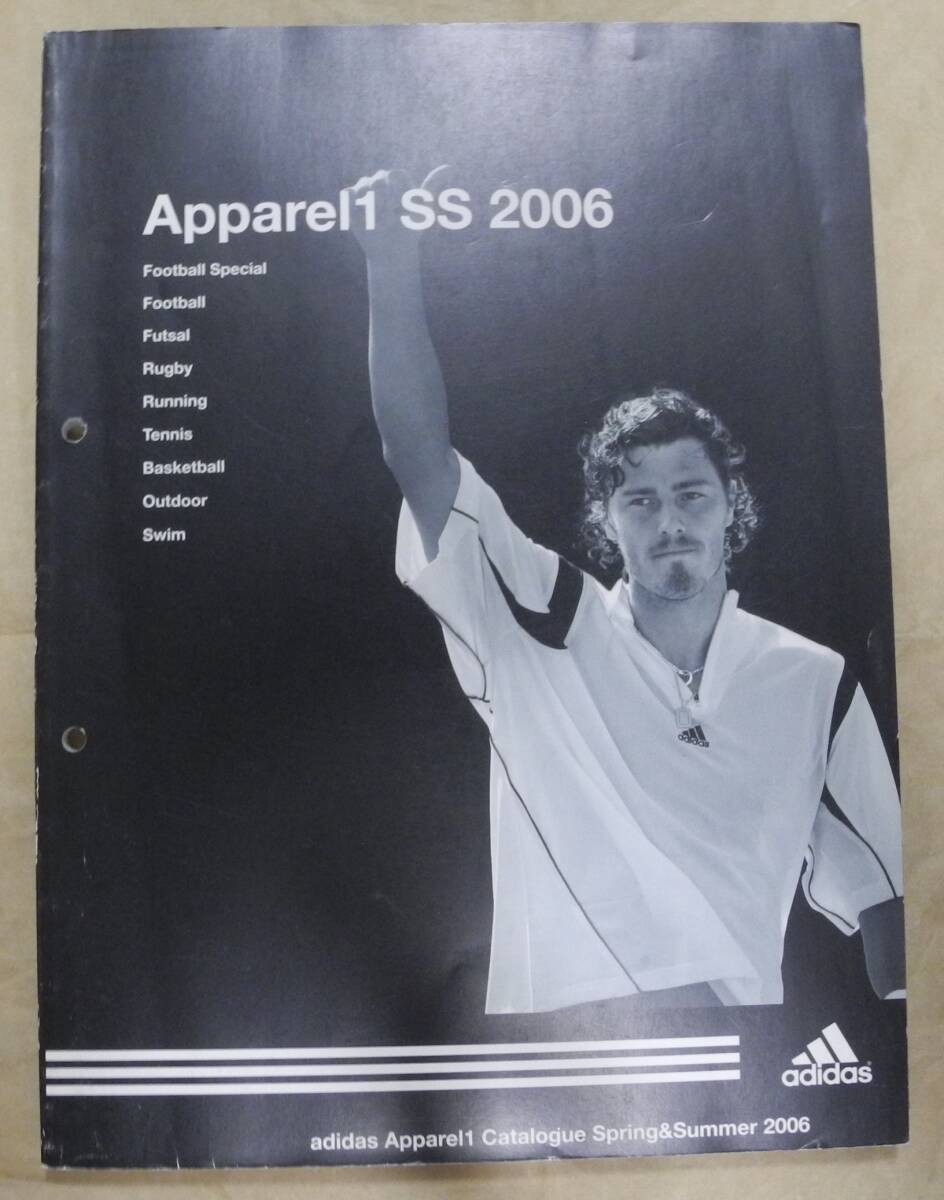 Apparel1 SS 2006
Football Special
Football
Futsal
Rugby
Running
Tennis
Basketball
Outdoor
Swim
adidas
adidas
adidas Apparel1 Catalogue Spring&Summer 2006